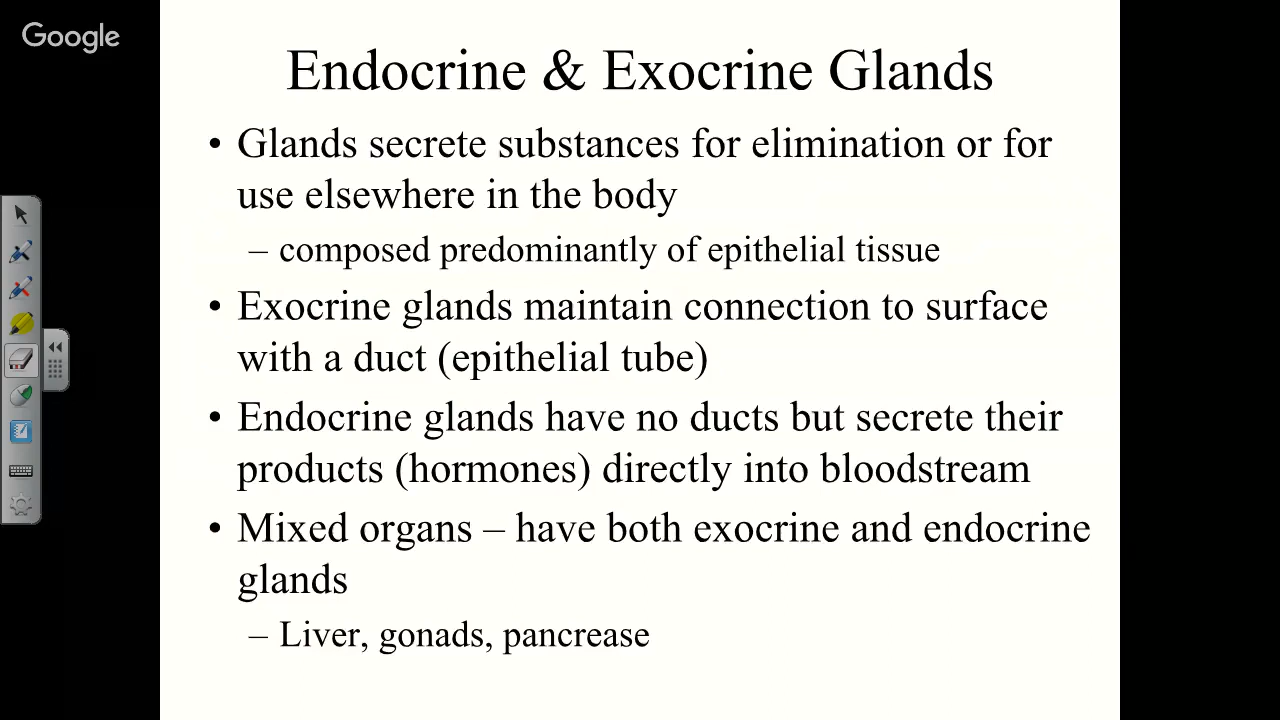 Google
Endocrine & Exocrine Glands
• Glands secrete substances for elimination or for
use elsewhere in the body
– composed predominantly of epithelial tissue
• Exocrine glands maintain connection to surface
with a duct (epithelial tube)
• Endocrine glands have no ducts but secrete their
products (hormones) directly into bloodstream
• Mixed organs – have both exocrine and endocrine
glands
– Liver, gonads, pancrease